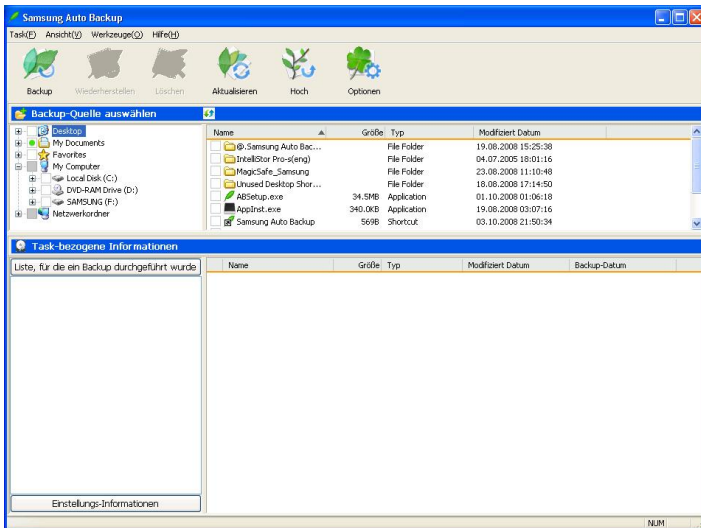 Samsung Auto Backup
Task(F) Ansicht(V) Werkzeuge(O) Hilfe(H)
Backup Wiederherstellen Löschen Aktualisieren Hoch Optionen
Backup-Quelle auswählen
Desktop
My Documents
Favorites
My Computer
Local Disk (C:)
DVD-RAM Drive (D:)
SAMSUNG (F:)
Netzwerkordner
Name Größe Typ Modifiziert Datum
@.Samsung Auto Bac... File Folder 19.08.2008 15:25:38
IntelliStor Pro-s(eng) File Folder 04.07.2005 18:01:16
MagicSafe_Samsung File Folder 23.08.2008 11:10:48
Unused Desktop Shor... File Folder 18.08.2008 17:14:50
ABSetup.exe 34.5MB Application 01.10.2008 01:06:18
AppInst.exe 340.0KB Application 19.08.2008 03:07:16
Samsung Auto Backup 569B Shortcut 03.10.2008 21:50:34
Task-bezogene Informationen
Liste, für die ein Backup durchgeführt wurde
Name Größe Typ Modifiziert Datum Backup-Datum
Einstellungs-Informationen
NUM